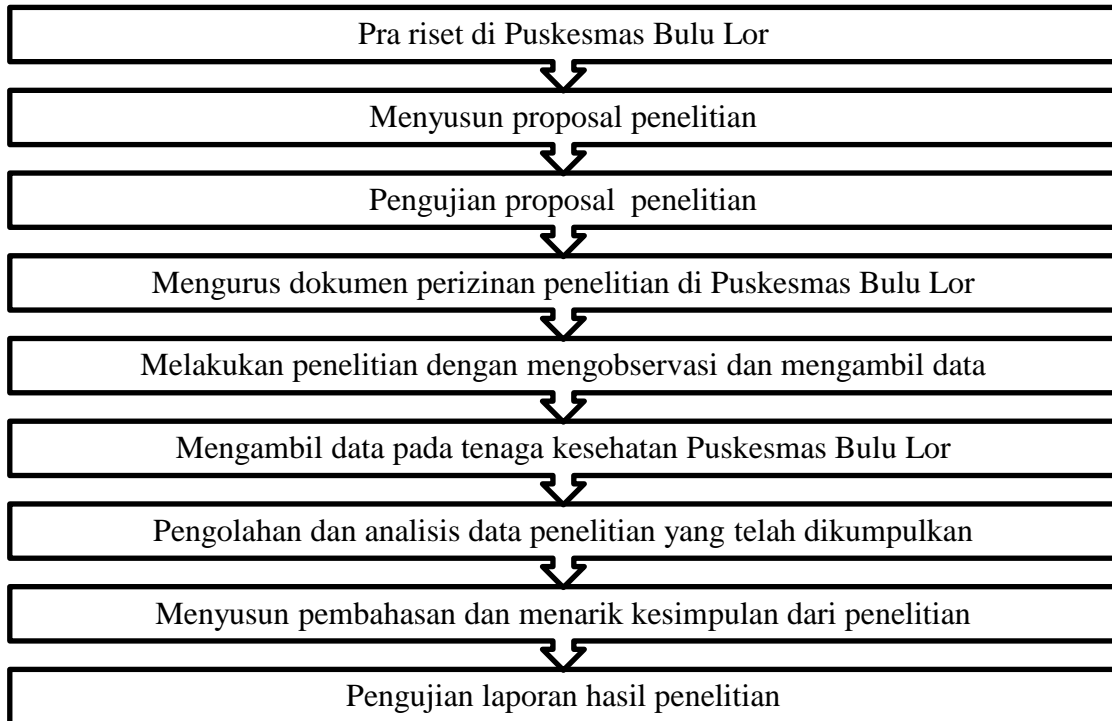 Pra riset di Puskesmas Bulu Lor
Menyusun proposal penelitian
Pengujian proposal penelitian
Mengurus dokumen perizinan penelitian di Puskesmas Bulu Lor
Melakukan penelitian dengan mengobservasi dan mengambil data
Mengambil data pada tenaga kesehatan Puskesmas Bulu Lor
Pengolahan dan analisis data penelitian yang telah dikumpulkan
Menyusun pembahasan dan menarik kesimpulan dari penelitian
Pengujian laporan hasil penelitian